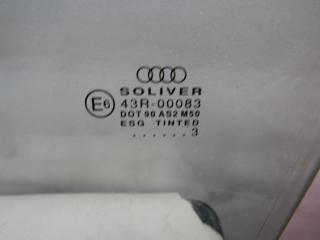 SOLIVER
E6 43R-00083
DOT 90 AS2 M50
ESG TINTED
. . . . . . 3